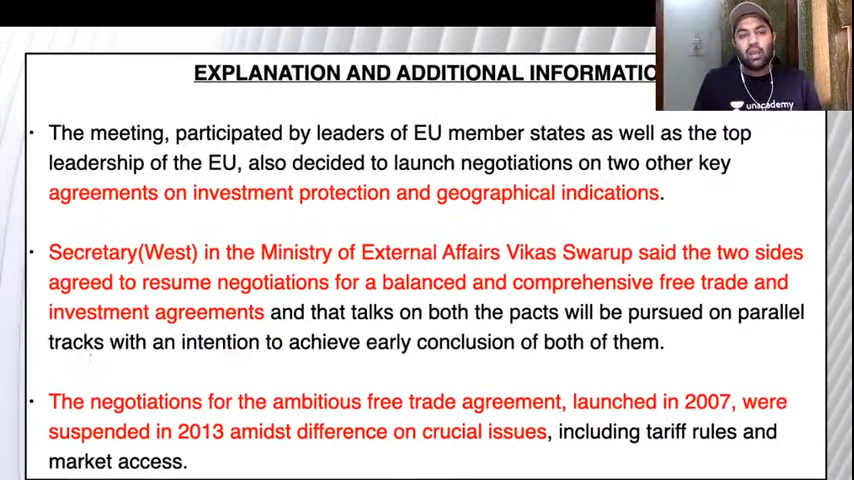 EXPLANATION AND ADDITIONAL INFORMATIO
unacademy
· The meeting, participated by leaders of EU member states as well as the top
leadership of the EU, also decided to launch negotiations on two other key
agreements on investment protection and geographical indications.
· Secretary(West) in the Ministry of External Affairs Vikas Swarup said the two sides
agreed to resume negotiations for a balanced and comprehensive free trade and
investment agreements and that talks on both the pacts will be pursued on parallel
tracks with an intention to achieve early conclusion of both of them.
· The negotiations for the ambitious free trade agreement, launched in 2007, were
suspended in 2013 amidst difference on crucial issues, including tariff rules and
market access.